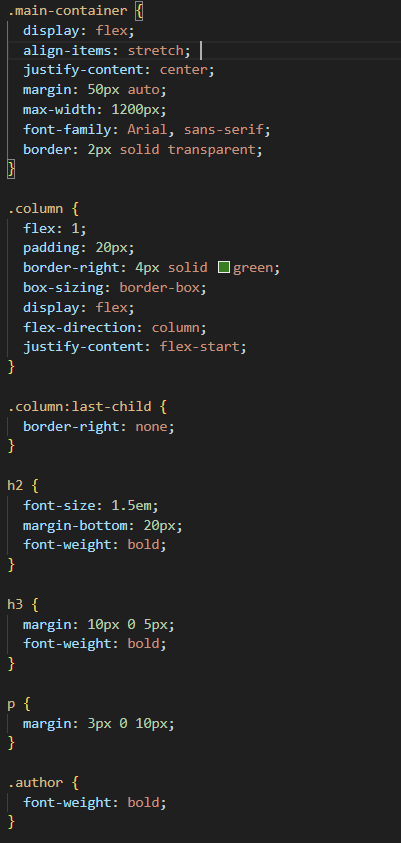 .main-container {
  display: flex;
  align-items: stretch;
  justify-content: center;
  margin: 50px auto;
  max-width: 1200px;
  font-family: Arial, sans-serif;
  border: 2px solid transparent;
}

.column {
  flex: 1;
  padding: 20px;
  border-right: 4px solid green;
  box-sizing: border-box;
  display: flex;
  flex-direction: column;
  justify-content: flex-start;
}

.column:last-child {
  border-right: none;
}

h2 {
  font-size: 1.5em;
  margin-bottom: 20px;
  font-weight: bold;
}

h3 {
  margin: 10px 0 5px;
  font-weight: bold;
}

p {
  margin: 3px 0 10px;
}

.author {
  font-weight: bold;
}